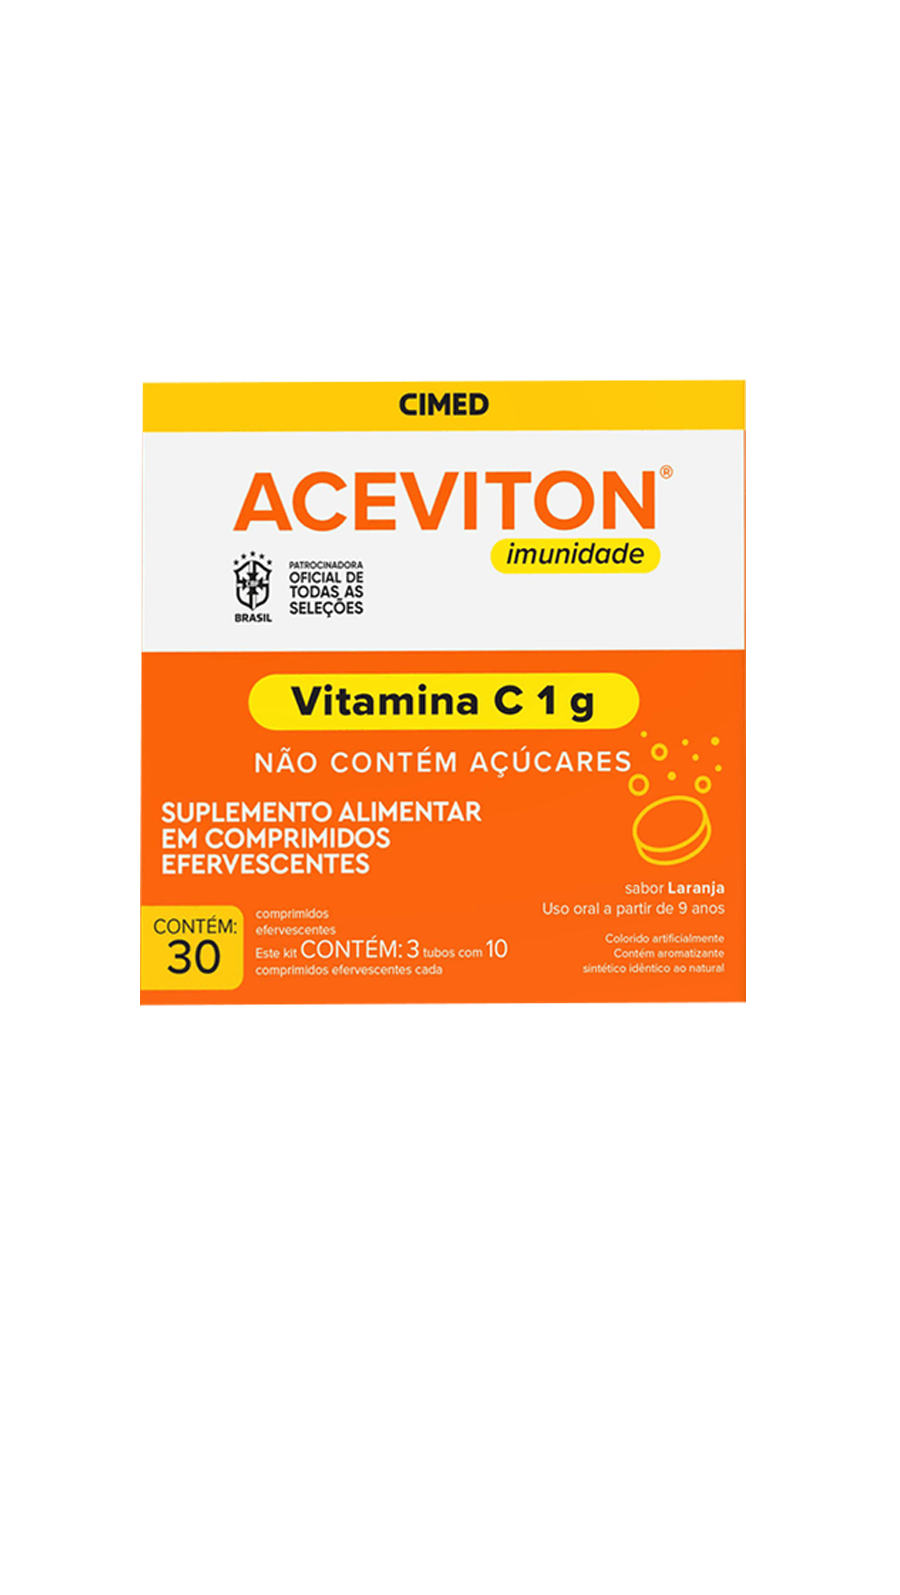 CIMED
ACEVITON®
imunidade
BRASIL
PATROCINADORA
OFICIAL DE
TODAS AS
SELEÇÕES
Vitamina C 1 g
NÃO CONTÉM AÇÚCARES
SUPLEMENTO ALIMENTAR
EM COMPRIMIDOS
EFERVESCENTES
sabor Laranja
Uso oral a partir de 9 anos
CONTÉM:
30
comprimidos
efervescentes
Este kit CONTÉM: 3 tubos com 10
comprimidos efervescentes cada
Colorido artificialmente
Contém aromatizante
sintético idêntico ao natural